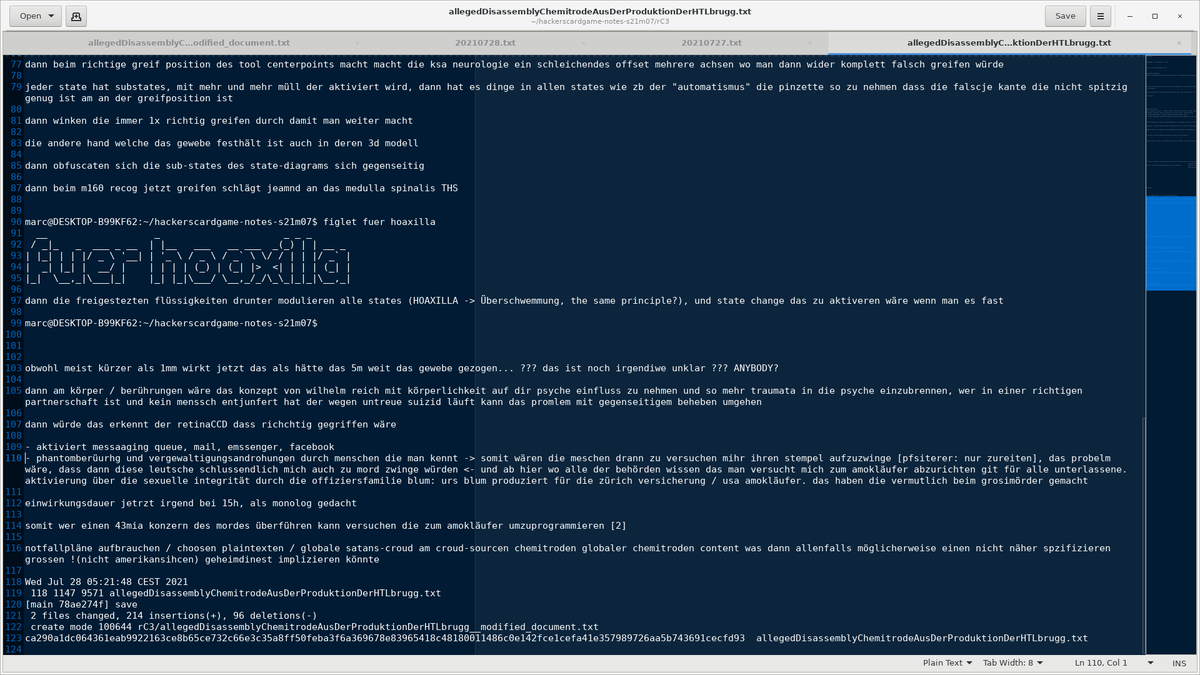 Open
allegedDisassemblyChemitrodeAusDerProduktionDerHTLbrugg.txt
~/hackerscardgame-notes-s21m07/rC3
Save
allegedDisassemblyC...odified_document.txt
20210728.txt
20210727.txt
allegedDisassemblyC...ktionDerHTLbrugg.txt
77 dann beim richtige greif position des tool centerpoints macht macht die ksa neurologie ein schleichendes offset mehrere achsen wo man dann wider komplett falsch greifen würde
78
79 jeder state hat substates, mit mehr und mehr müll der aktiviert wird, dann hat es dinge in allen states wie zb der "automatismus" die pinzette so zu nehmen dass die falscje kante die nicht spitzig
genug ist am an der greifposition ist
80
81 dann winken die immer 1x richtig greifen durch damit man weiter macht
82
83 die andere hand welche das gewebe festhält ist auch in deren 3d modell
84
85 dann obfuscaten sich die sub-states des state-diagrams sich gegenseitig
86
87 dann beim m160 recog jetzt greifen schlägt jeamnd an das medulla spinalis THS
88
89
90 marc@DESKTOP-B99KF62:~/hackerscardgame-notes-s21m07$ figlet fuer hoaxilla
91
92
93
94
95
fuer hoaxilla
96
97 dann die freigestezten flüssigkeiten drunter modulieren alle states (HOAXILLA -> Überschwemmung, the same principle?), und state change das zu aktiveren wäre wenn man es fast
98
99 marc@DESKTOP-B99KF62:~/hackerscardgame-notes-s21m07$
100
101
102
103 obwohl meist kürzer als 1mm wirkt jetzt das als hätte das 5m weit das gewebe gezogen... ??? das ist noch irgendiwe unklar ??? ANYBODY?
104
105 dann am körper / berührungen wäre das konzept von wilhelm reich mit körperlichkeit auf dir psyche einfluss zu nehmen und so mehr traumata in die psyche einzubrennen, wer in einer richtigen
partnerschaft ist und kein menssch entjunfert hat der wegen untreue suizid läuft kann das promlem mit gegenseitigem beheben umgehen
106
107 dann würde das erkennt der retinaCCD dass richchtig gegriffen wäre
108
109 - aktiviert messaaging queue, mail, emssenger, facebook
110 - phantomberüurhg und vergewaltigungsandrohungen durch menschen die man kennt -> somit wären die meschen drann zu versuchen mihr ihren stempel aufzuzwinge [pfsiterer: nur zureiten], das probelm
wäre, dass dann diese leutsche schlussendlich mich auch zu mord zwinge würden <- und ab hier wo alle der behörden wissen das man versucht mich zum amokläufer abzurichten git für alle unterlassene.
aktivierung über die sexuelle integrität durch die offiziersfamilie blum: urs blum produziert für die zürich versicherung / usa amokläufer. das haben die vermutlich beim grosimörder gemacht
111
112 einwirkungsdauer jetrzt irgend bei 15h, als monolog gedacht
113
114 somit wer einen 43mia konzern des mordes überführen kann versuchen die zum amokläufer umzuprogrammieren [2]
115
116 notfallpläne aufbrauchen / choosen plaintexten / globale satans-croud am croud-sourcen chemitroden globaler chemitroden content was dann allenfalls möglicherweise einen nicht näher spzifizieren
grossen !(nicht amerikansihcen) geheimdinest implizieren könnte
117
118 Wed Jul 28 05:21:48 CEST 2021
119  118 1147 9571 allegedDisassemblyChemitrodeAusDerProduktionDerHTLbrugg.txt
120 [main 78ae274f] save
121  2 files changed, 214 insertions(+), 96 deletions(-)
122  create mode 100644 rC3/allegedDisassemblyChemitrodeAusDerProduktionDerHTLbrugg__modified_document.txt
123 ca290a1dc064361eab9922163ce8b65ce732c66e3c35a8ff50feba3f6a369678e83965418c48180011486c0e142fce1cefa41e357989726aa5b743691cecfd93  allegedDisassemblyChemitrodeAusDerProduktionDerHTLbrugg.txt
124
Plain Text
Tab Width: 8
Ln 110, Col 1
INS